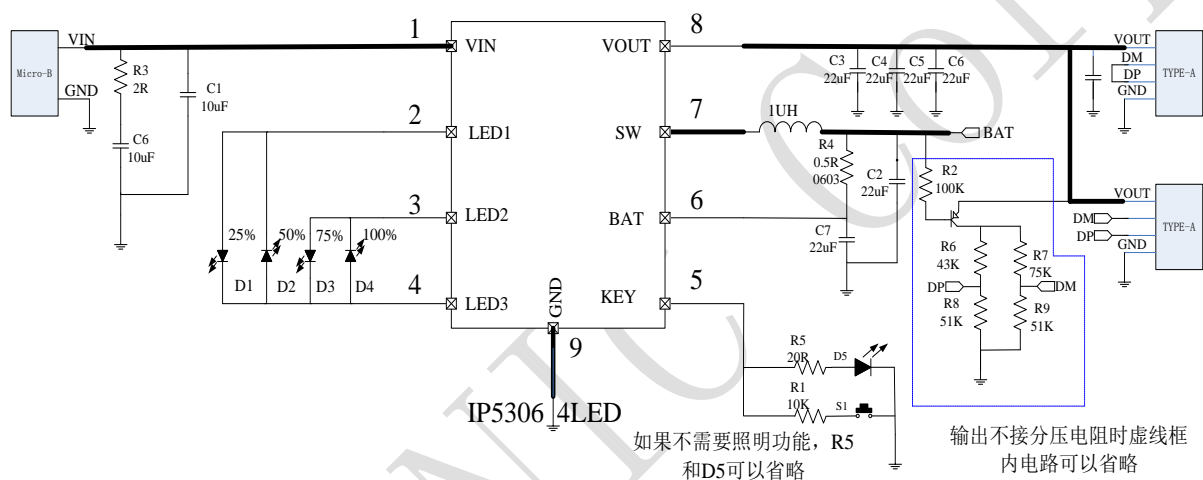 1
8
VIN
VIN
VOUT
VOUT
Micro-B
GND
R3
2R
C1
10uF
C6
10uF
C3
22uF
C4
22uF
C5
22uF
C6
22uF
DM
DP
GND
TYPE-A
2
LED1
7
SW
1UH
BAT
R4
0.5R
0603
C2
22uF
R2
100K
3
LED2
6
BAT
C7
22uF
VOUT
DM
DP
GND
TYPE-A
25%
50%
75%
100%
D1
D2
D3
D4
R6
43K
R7
75K
DP
DM
R8
51K
R9
51K
4
LED3
GND
KEY
5
9
R5
20R
D5
R1
10K
S1
IP5306 4LED
如果不需要照明功能，R5
和D5可以省略
输出不接分压电阻时虚线框
内电路可以省略